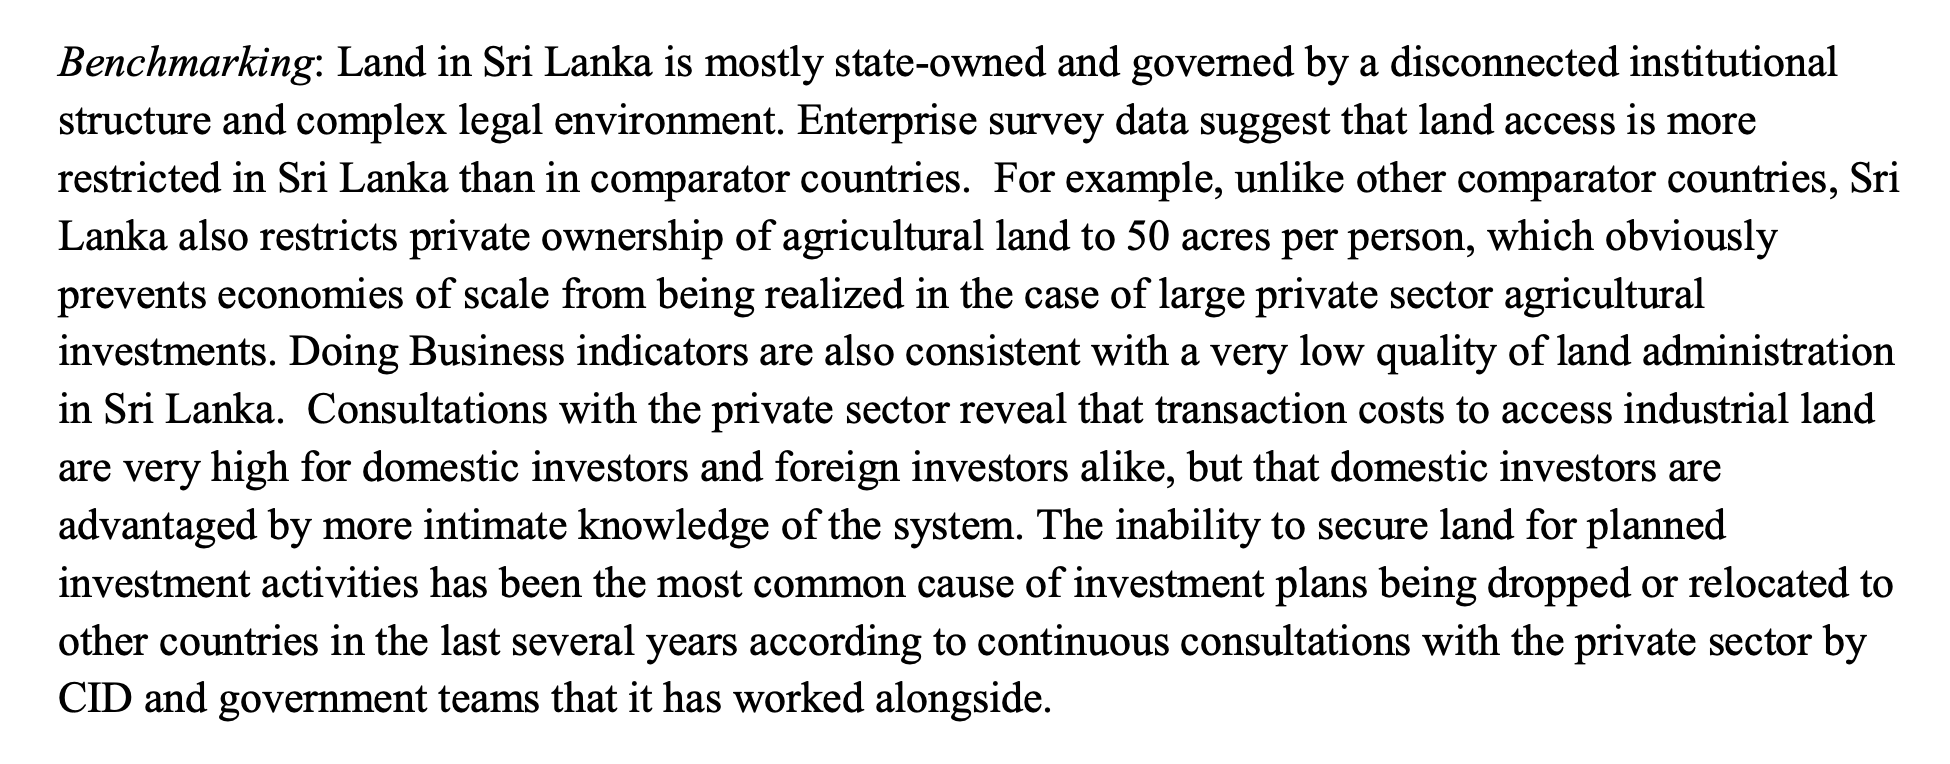 Benchmarking: Land in Sri Lanka is mostly state-owned and governed by a disconnected institutional
structure and complex legal environment. Enterprise survey data suggest that land access is more
restricted in Sri Lanka than in comparator countries.  For example, unlike other comparator countries, Sri
Lanka also restricts private ownership of agricultural land to 50 acres per person, which obviously
prevents economies of scale from being realized in the case of large private sector agricultural
investments. Doing Business indicators are also consistent with a very low quality of land administration
in Sri Lanka.  Consultations with the private sector reveal that transaction costs to access industrial land
are very high for domestic investors and foreign investors alike, but that domestic investors are
advantaged by more intimate knowledge of the system. The inability to secure land for planned
investment activities has been the most common cause of investment plans being dropped or relocated to
other countries in the last several years according to continuous consultations with the private sector by
CID and government teams that it has worked alongside.